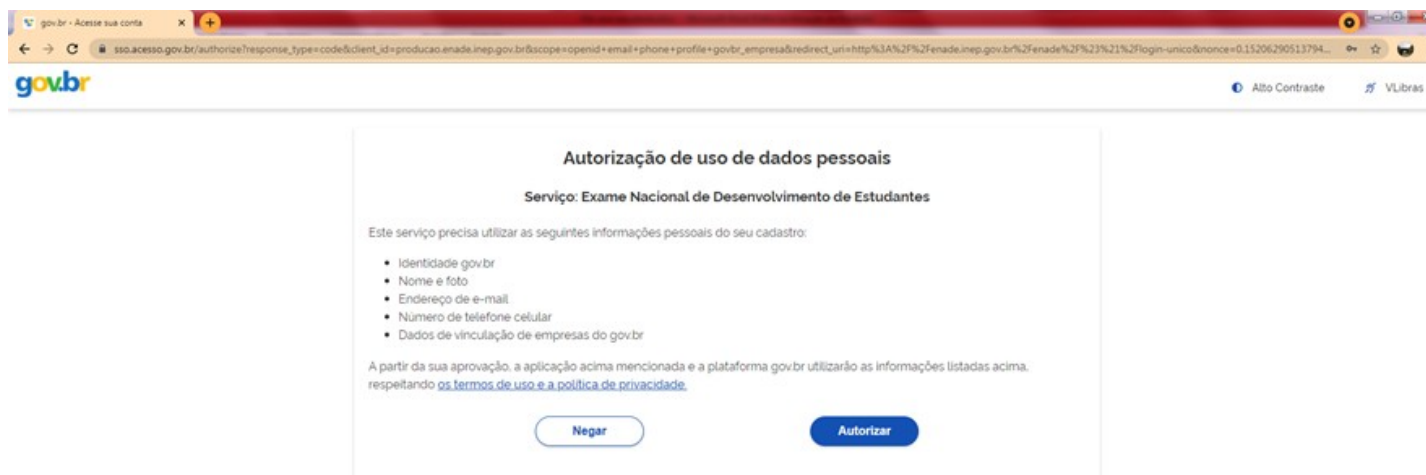 gov.br - Acesse sua conta
sso.acesso.gov.br/authorize?response_type=code&client_id=producao.enade.inep.gov.br&scope=openid+email+phone+profile+govbr_empresa&redirect_uri=http%3A%2F%2Fenade.inep.gov.br%2Fenade%2F%23%21%2Flogin-unico&nonce=0.15206290513794...
gov.br
Alto Contraste
VLibras
Autorização de uso de dados pessoais
Serviço: Exame Nacional de Desenvolvimento de Estudantes
Este serviço precisa utilizar as seguintes informações pessoais do seu cadastro:
• Identidade gov.br
• Nome e foto
• Endereço de e-mail
• Número de telefone celular
• Dados de vinculação de empresas do gov.br
A partir da sua aprovação, a aplicação acima mencionada e a plataforma gov.br utilizarão as informações listadas acima,
respeitando os termos de uso e a política de privacidade.
Negar
Autorizar